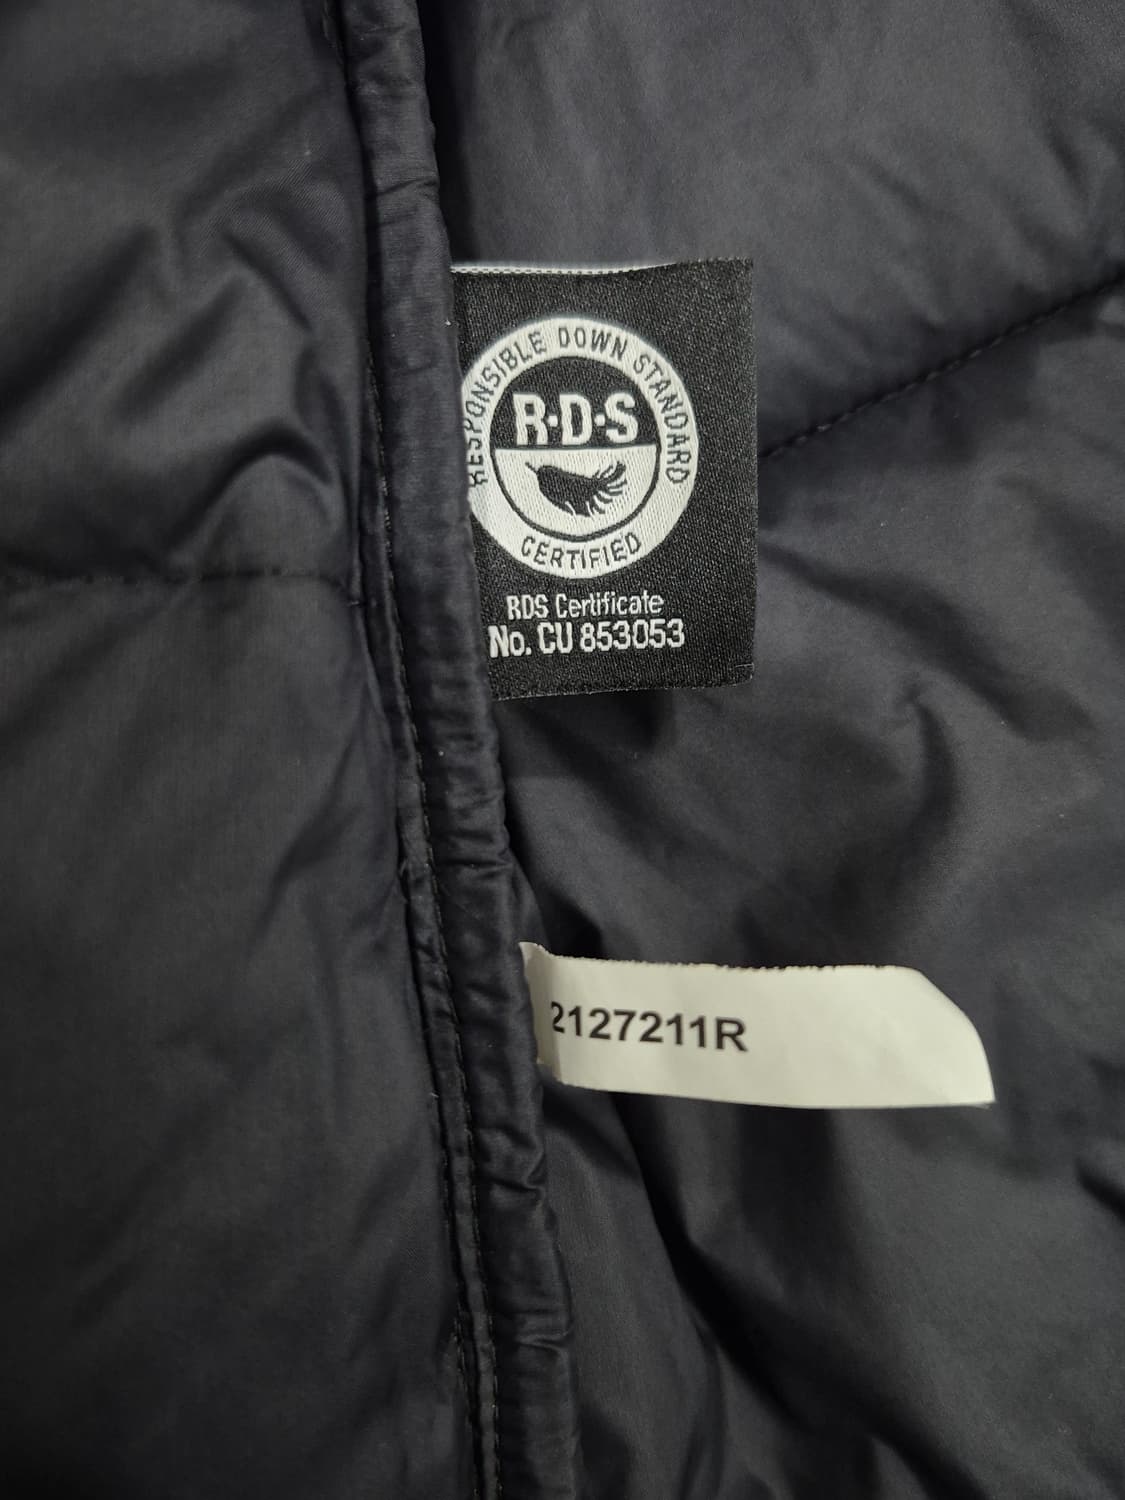 RESPONSIBLE DOWN STANDARD
R·D·S
CERTIFIED
RDS Certificate
No. CU 853053
2127211R